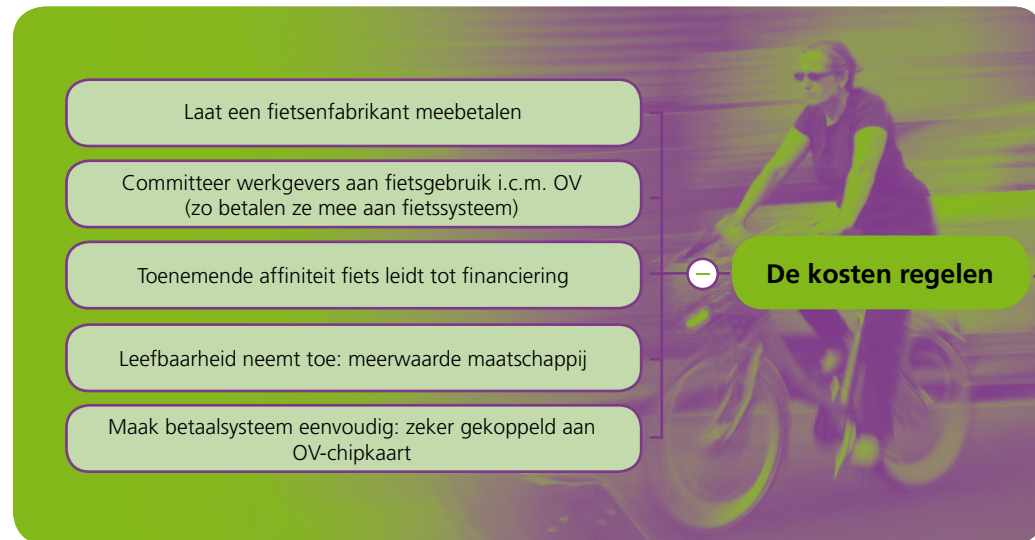 Laat een fietsenfabrikant meebetalen
Committeer werkgevers aan fietsgebruik i.c.m. OV
(zo betalen ze mee aan fietssysteem)
Toenemende affiniteit fiets leidt tot financiering
De kosten regelen
Leefbaarheid neemt toe: meerwaarde maatschappij
Maak betaalsysteem eenvoudig: zeker gekoppeld aan
OV-chipkaart